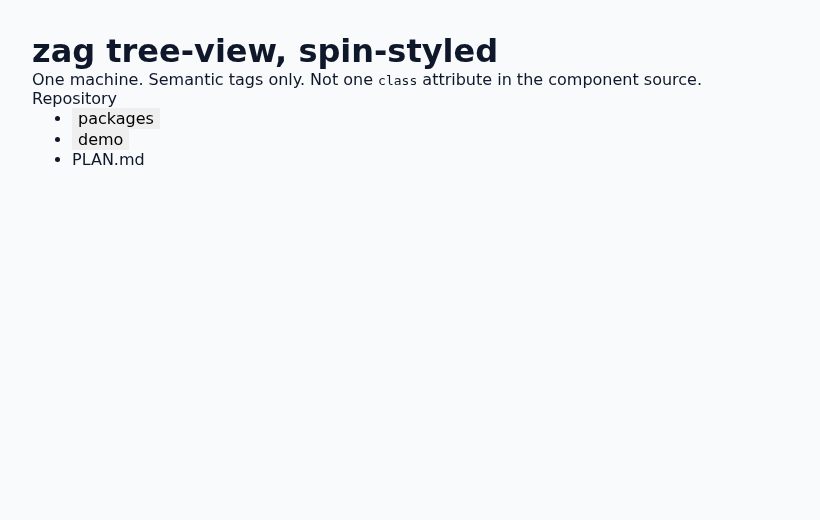 zag tree-view, spin-styled
One machine. Semantic tags only. Not one class attribute in the component source.
Repository
packages
demo
PLAN.md